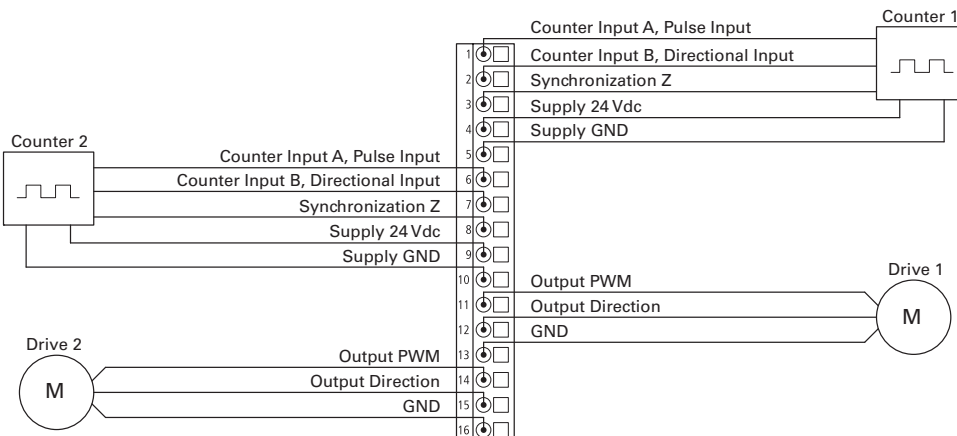 Counter 1
Counter Input A, Pulse Input
Counter Input B, Directional Input
Synchronization Z
Supply 24 Vdc
Supply GND
1
2
3
4
5
6
7
8
9
10
11
12
13
14
15
16
Counter 2
Counter Input A, Pulse Input
Counter Input B, Directional Input
Synchronization Z
Supply 24 Vdc
Supply GND
Drive 1
Output PWM
Output Direction
GND
M
Drive 2
Output PWM
Output Direction
GND
M